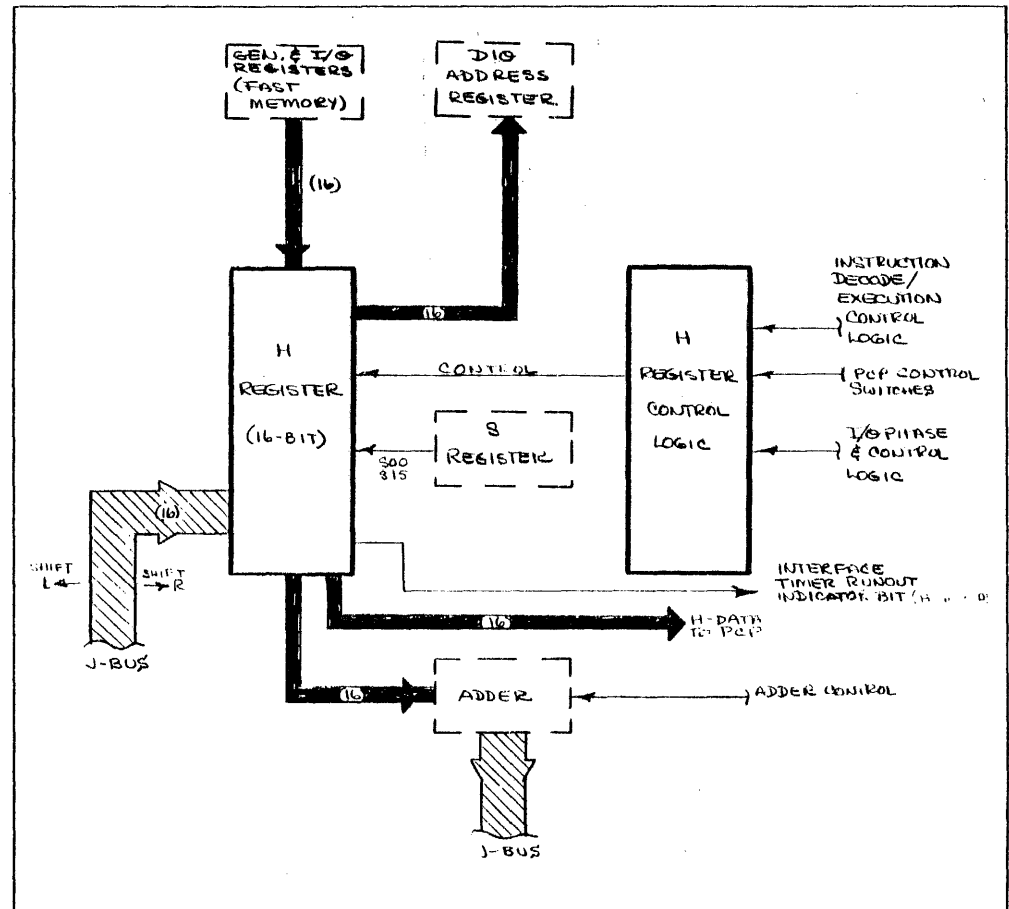 GEN. & I/O
REGISTERS
(FAST
MEMORY)
DIO
ADDRESS
REGISTER.
(16)
16
H
REGISTER
(16-BIT)
CONTROL
H
REGISTER
CONTROL
LOGIC
INSTRUCTION
DECODE/
EXECUTION
CONTROL
LOGIC
PCP CONTROL
SWITCHES
I/O PHASE
& CONTROL
LOGIC
S
REGISTER
S00
S15
(16)
SHIFT
L
SHIFT
R
J-BUS
INTERFACE
TIMER RUNOUT
INDICATOR BIT
16
H-DATA
TO PCP
16
ADDER
ADDER CONTROL
J-BUS